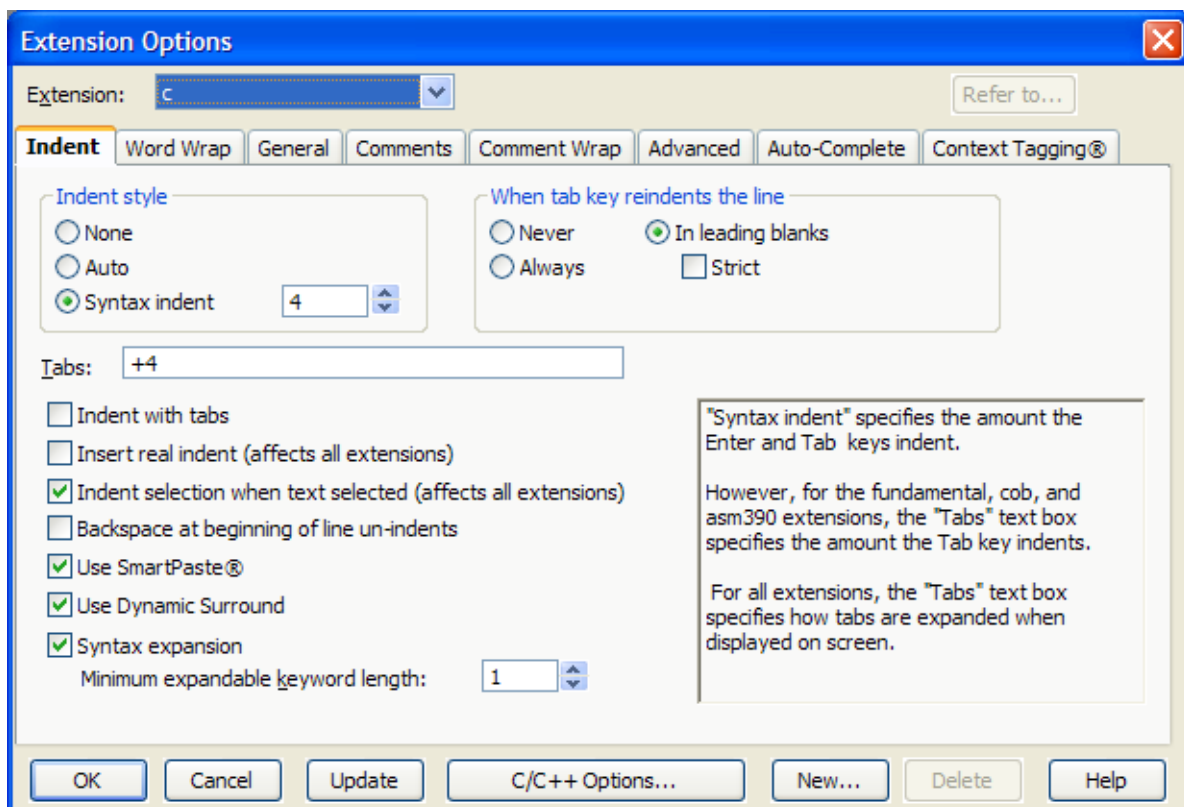 Extension Options
Extension: c Refer to...
Indent Word Wrap General Comments Comment Wrap Advanced Auto-Complete Context Tagging®
Indent style
None
Auto
Syntax indent 4
When tab key reindents the line
Never In leading blanks
Always Strict
Tabs: +4
Indent with tabs
Insert real indent (affects all extensions)
Indent selection when text selected (affects all extensions)
Backspace at beginning of line un-indents
Use SmartPaste®
Use Dynamic Surround
Syntax expansion
Minimum expandable keyword length: 1
"Syntax indent" specifies the amount the
Enter and Tab keys indent.
However, for the fundamental, cob, and
asm390 extensions, the "Tabs" text box
specifies the amount the Tab key indents.
For all extensions, the "Tabs" text box
specifies how tabs are expanded when
displayed on screen.
OK Cancel Update C/C++ Options... New... Delete Help